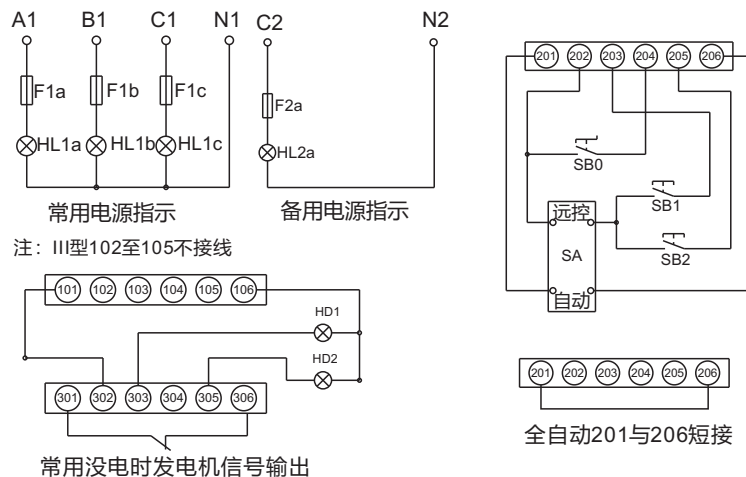 A1 B1 C1 N1 C2 N2
F1a F1b F1c F2a
HL1a HL1b HL1c HL2a
常用电源指示 备用电源指示
注：III型102至105不接线
101 102 103 104 105 106
HD1
HD2
301 302 303 304 305 306
常用没电时发电机信号输出
201 202 203 204 205 206
SB0
远控 SB1
SA SB2
自动
201 202 203 204 205 206
全自动201与206短接